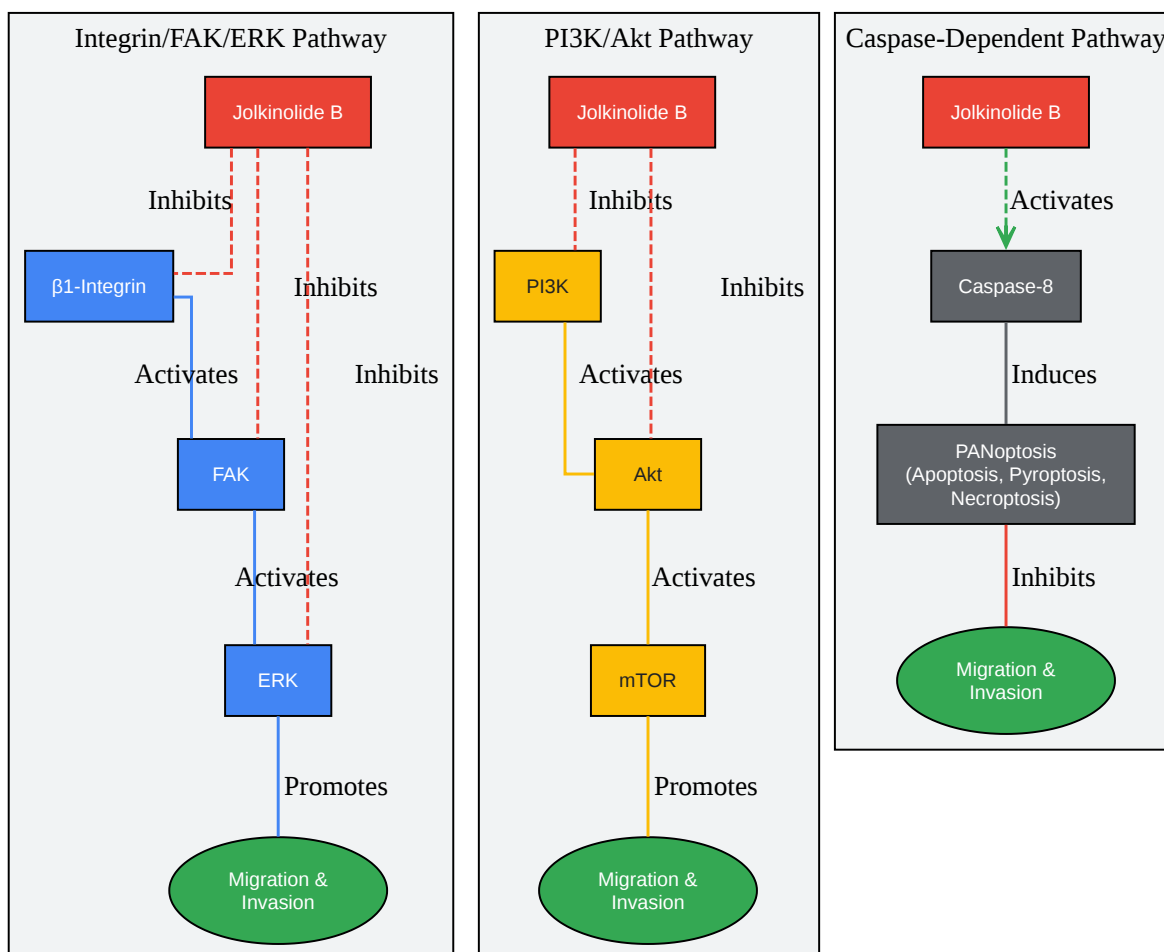 Integrin/FAK/ERK Pathway
Jolkinolide B
Inhibits
β1-Integrin
Inhibits
Activates
Inhibits
FAK
Activates
ERK
Promotes
Migration &
Invasion
PI3K/Akt Pathway
Jolkinolide B
Inhibits
PI3K
Inhibits
Activates
Akt
Activates
mTOR
Promotes
Migration &
Invasion
Caspase-Dependent Pathway
Jolkinolide B
Activates
Caspase-8
Induces
PANoptosis
(Apoptosis, Pyroptosis,
Necroptosis)
Inhibits
Migration &
Invasion